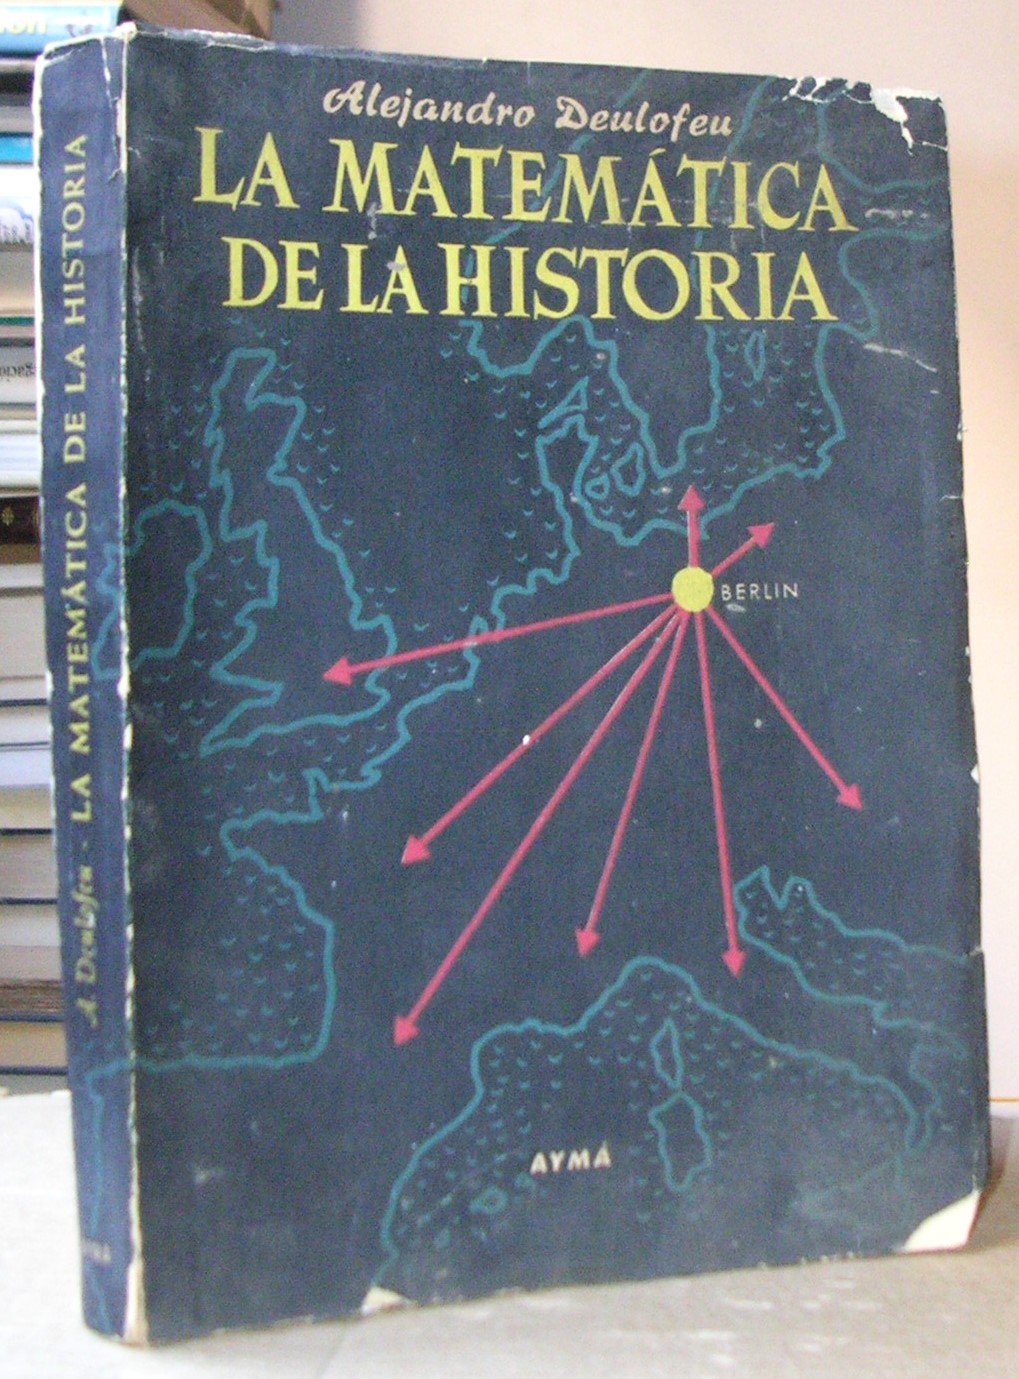 Alejandro Deulofeu
LA MATEMÁTICA
DE LA HISTORIA
BERLIN
AYMÁ
A. Deulofeu · LA MATEMÁTICA DE LA HISTORIA